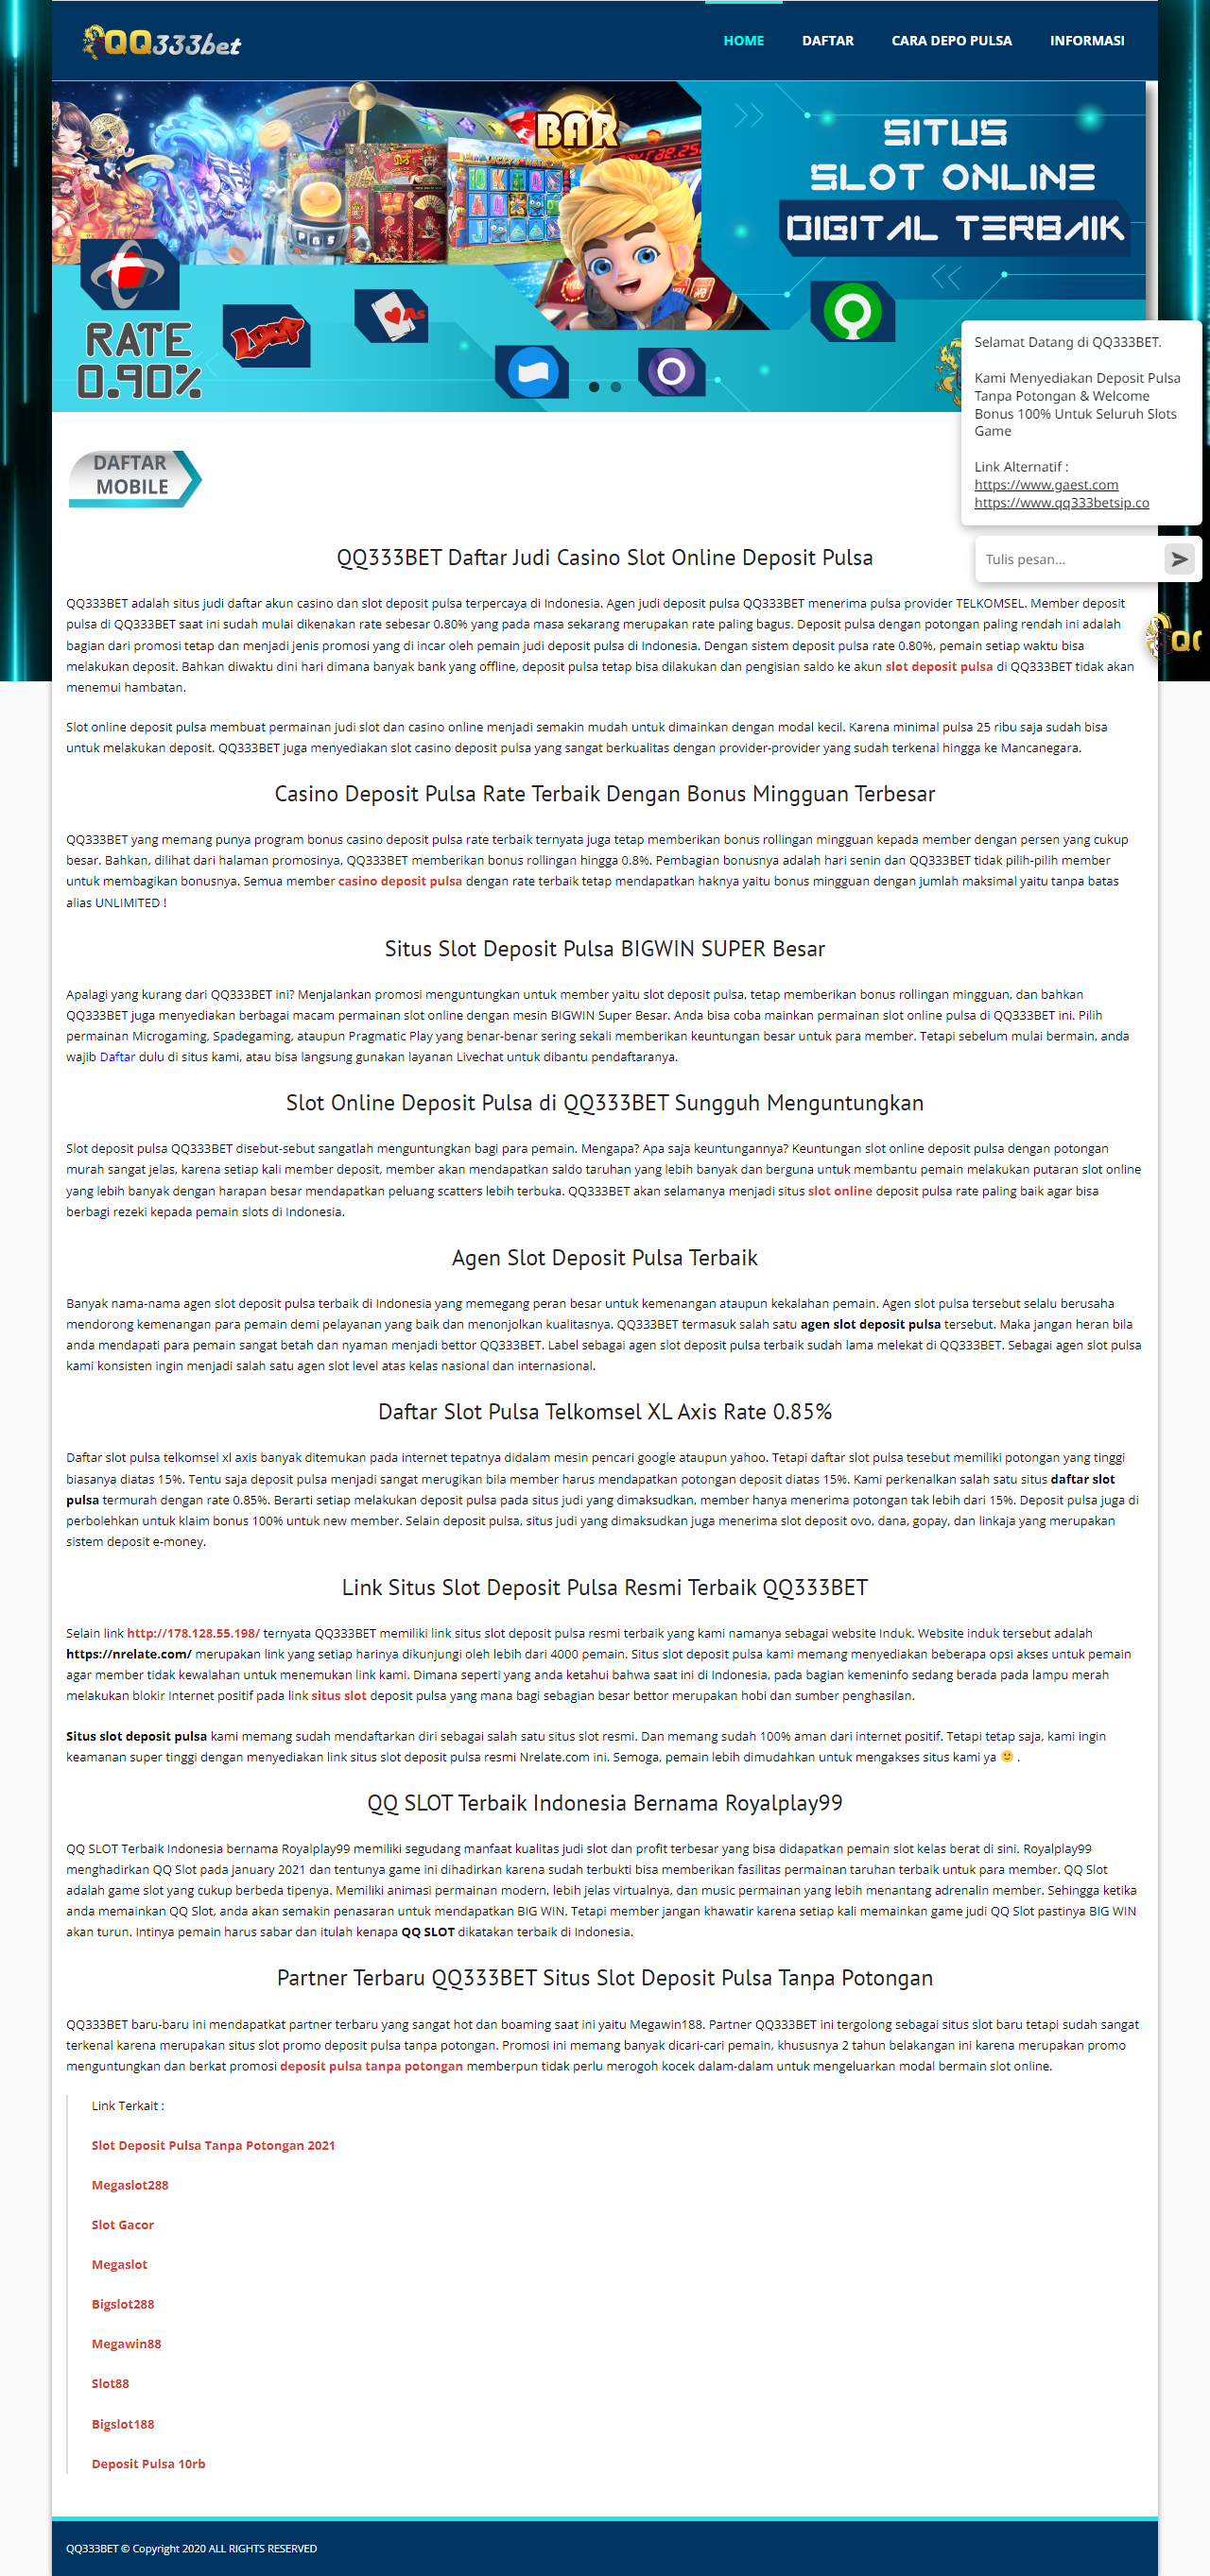 QQ333bet
HOME
DAFTAR
CARA DEPO PULSA
INFORMASI
BAR
SITUS
SLOT ONLINE
DIGITAL TERBAIK
RATE
0.90%
LOOP
As
Selamat Datang di QQ333BET.
Kami Menyediakan Deposit Pulsa
Tanpa Potongan & Welcome
Bonus 100% Untuk Seluruh Slots
Game
Link Alternatif :
https://www.gaest.com
https://www.qq333betsip.co
Tulis pesan...
DAFTAR
MOBILE
QQ333BET Daftar Judi Casino Slot Online Deposit Pulsa
QQ333BET adalah situs judi daftar akun casino dan slot deposit pulsa terpercaya di Indonesia. Agen judi deposit pulsa QQ333BET menerima pulsa provider TELKOMSEL. Member deposit
pulsa di QQ333BET saat ini sudah mulai dikenakan rate sebesar 0.80% yang pada masa sekarang merupakan rate paling bagus. Deposit pulsa dengan potongan paling rendah ini adalah
bagian dari promosi tetap dan menjadi jenis promosi yang di incar oleh pemain judi deposit pulsa di Indonesia. Dengan sistem deposit pulsa rate 0.80%, pemain setiap waktu bisa
melakukan deposit. Bahkan diwaktu dini hari dimana banyak bank yang offline, deposit pulsa tetap bisa dilakukan dan pengisian saldo ke akun slot deposit pulsa di QQ333BET tidak akan
menemui hambatan.
Slot online deposit pulsa membuat permainan judi slot dan casino online menjadi semakin mudah untuk dimainkan dengan modal kecil. Karena minimal pulsa 25 ribu saja sudah bisa
untuk melakukan deposit. QQ333BET juga menyediakan slot casino deposit pulsa yang sangat berkualitas dengan provider-provider yang sudah terkenal hingga ke Mancanegara.
Casino Deposit Pulsa Rate Terbaik Dengan Bonus Mingguan Terbesar
QQ333BET yang memang punya program bonus casino deposit pulsa rate terbaik ternyata juga tetap memberikan bonus rollingan mingguan kepada member dengan persen yang cukup
besar. Bahkan, dilihat dari halaman promosinya, QQ333BET memberikan bonus rollingan hingga 0.8%. Pembagian bonusnya adalah hari senin dan QQ333BET tidak pilih-pilih member
untuk membagikan bonusnya. Semua member casino deposit pulsa dengan rate terbaik tetap mendapatkan haknya yaitu bonus mingguan dengan jumlah maksimal yaitu tanpa batas
alias UNLIMITED !
Situs Slot Deposit Pulsa BIGWIN SUPER Besar
Apalagi yang kurang dari QQ333BET ini? Menjalankan promosi menguntungkan untuk member yaitu slot deposit pulsa, tetap memberikan bonus rollingan mingguan, dan bahkan
QQ333BET juga menyediakan berbagai macam permainan slot online dengan mesin BIGWIN Super Besar. Anda bisa coba mainkan permainan slot online pulsa di QQ333BET ini. Pilih
permainan Microgaming, Spadegaming, ataupun Pragmatic Play yang benar-benar sering sekali memberikan keuntungan besar untuk para member. Tetapi sebelum mulai bermain, anda
wajib Daftar dulu di situs kami, atau bisa langsung gunakan layanan Livechat untuk dibantu pendaftaranya.
Slot Online Deposit Pulsa di QQ333BET Sungguh Menguntungkan
Slot deposit pulsa QQ333BET disebut-sebut sangatlah menguntungkan bagi para pemain. Mengapa? Apa saja keuntungannya? Keuntungan slot online deposit pulsa dengan potongan
murah sangat jelas, karena setiap kali member deposit, member akan mendapatkan saldo taruhan yang lebih banyak dan berguna untuk membantu pemain melakukan putaran slot online
yang lebih banyak dengan harapan besar mendapatkan peluang scatters lebih terbuka. QQ333BET akan selamanya menjadi situs slot online deposit pulsa rate paling baik agar bisa
berbagi rezeki kepada pemain slots di Indonesia.
Agen Slot Deposit Pulsa Terbaik
Banyak nama-nama agen slot deposit pulsa terbaik di Indonesia yang memegang peran besar untuk kemenangan ataupun kekalahan pemain. Agen slot pulsa tersebut selalu berusaha
mendorong kemenangan para pemain demi pelayanan yang baik dan menonjolkan kualitasnya. QQ333BET termasuk salah satu agen slot deposit pulsa tersebut. Maka jangan heran bila
anda mendapati para pemain sangat betah dan nyaman menjadi bettor QQ333BET. Label sebagai agen slot deposit pulsa terbaik sudah lama melekat di QQ333BET. Sebagai agen slot pulsa
kami konsisten ingin menjadi salah satu agen slot level atas kelas nasional dan internasional.
Daftar Slot Pulsa Telkomsel XL Axis Rate 0.85%
Daftar slot pulsa telkomsel xl axis banyak ditemukan pada internet tepatnya didalam mesin pencari google ataupun yahoo. Tetapi daftar slot pulsa tesebut memiliki potongan yang tinggi
biasanya diatas 15%. Tentu saja deposit pulsa menjadi sangat merugikan bila member harus mendapatkan potongan deposit diatas 15%. Kami perkenalkan salah satu situs daftar slot
pulsa termurah dengan rate 0.85%. Berarti setiap melakukan deposit pulsa pada situs judi yang dimaksudkan, member hanya menerima potongan tak lebih dari 15%. Deposit pulsa juga di
perbolehkan untuk klaim bonus 100% untuk new member. Selain deposit pulsa, situs judi yang dimaksudkan juga menerima slot deposit ovo, dana, gopay, dan linkaja yang merupakan
sistem deposit e-money.
Link Situs Slot Deposit Pulsa Resmi Terbaik QQ333BET
Selain link http://178.128.55.198/ ternyata QQ333BET memiliki link situs slot deposit pulsa resmi terbaik yang kami namanya sebagai website Induk. Website induk tersebut adalah
https://nrelate.com/ merupakan link yang setiap harinya dikunjungi oleh lebih dari 4000 pemain. Situs slot deposit pulsa kami memang menyediakan beberapa opsi akses untuk pemain
agar member tidak kewalahan untuk menemukan link kami. Dimana seperti yang anda ketahui bahwa saat ini di Indonesia, pada bagian kemeninfo sedang berada pada lampu merah
melakukan blokir Internet positif pada link situs slot deposit pulsa yang mana bagi sebagian besar bettor merupakan hobi dan sumber penghasilan.
Situs slot deposit pulsa kami memang sudah mendaftarkan diri sebagai salah satu situs slot resmi. Dan memang sudah 100% aman dari internet positif. Tetapi tetap saja, kami ingin
keamanan super tinggi dengan menyediakan link situs slot deposit pulsa resmi Nrelate.com ini. Semoga, pemain lebih dimudahkan untuk mengakses situs kami ya 🙂 .
QQ SLOT Terbaik Indonesia Bernama Royalplay99
QQ SLOT Terbaik Indonesia bernama Royalplay99 memiliki segudang manfaat kualitas judi slot dan profit terbesar yang bisa didapatkan pemain slot kelas berat di sini. Royalplay99
menghadirkan QQ Slot pada january 2021 dan tentunya game ini dihadirkan karena sudah terbukti bisa memberikan fasilitas permainan taruhan terbaik untuk para member. QQ Slot
adalah game slot yang cukup berbeda tipenya. Memiliki animasi permainan modern, lebih jelas virtualnya, dan music permainan yang lebih menantang adrenalin member. Sehingga ketika
anda memainkan QQ Slot, anda akan semakin penasaran untuk mendapatkan BIG WIN. Tetapi member jangan khawatir karena setiap kali memainkan game judi QQ Slot pastinya BIG WIN
akan turun. Intinya pemain harus sabar dan itulah kenapa QQ SLOT dikatakan terbaik di Indonesia.
Partner Terbaru QQ333BET Situs Slot Deposit Pulsa Tanpa Potongan
QQ333BET baru-baru ini mendapatkat partner terbaru yang sangat hot dan boaming saat ini yaitu Megawin188. Partner QQ333BET ini tergolong sebagai situs slot baru tetapi sudah sangat
terkenal karena merupakan situs slot promo deposit pulsa tanpa potongan. Promosi ini memang banyak dicari-cari pemain, khususnya 2 tahun belakangan ini karena merupakan promo
menguntungkan dan berkat promosi deposit pulsa tanpa potongan memberpun tidak perlu merogoh kocek dalam-dalam untuk mengeluarkan modal bermain slot online.
Link Terkait :
Slot Deposit Pulsa Tanpa Potongan 2021
Megaslot288
Slot Gacor
Megaslot
Bigslot288
Megawin88
Slot88
Bigslot188
Deposit Pulsa 10rb
QQ333BET © Copyright 2020 ALL RIGHTS RESERVED